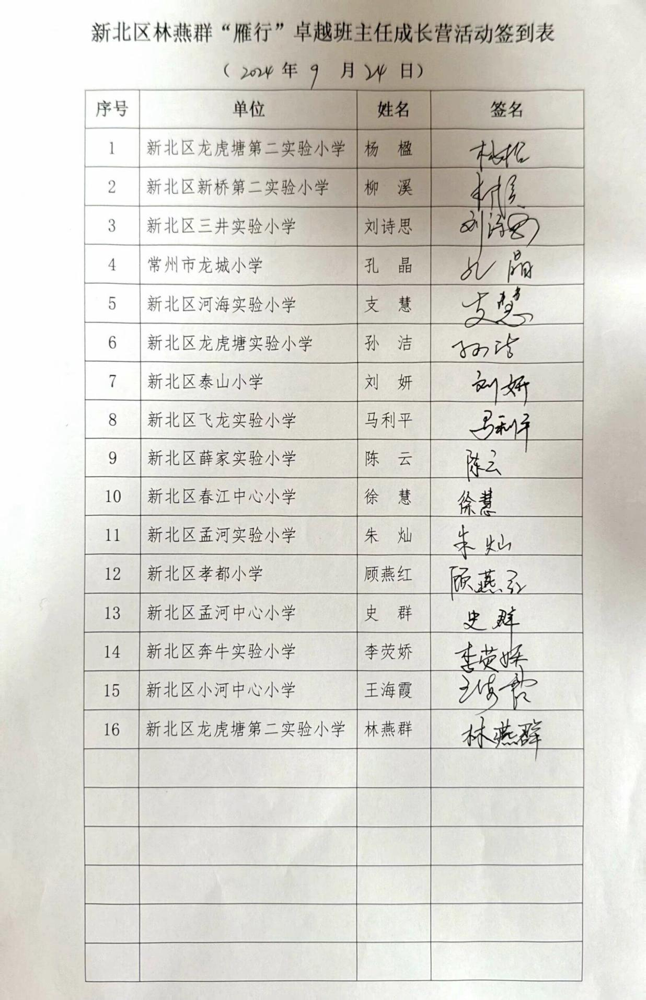 新北区林燕群“雁行”卓越班主任成长营活动签到表
（2024年9月24日）
序号 单位 姓名 签名
1 新北区龙虎塘第二实验小学 杨楹
2 新北区新桥第二实验小学 柳溪
3 新北区三井实验小学 刘诗思 刘诗思
4 常州市龙城小学 孔晶 孔晶
5 新北区河海实验小学 支慧 支慧
6 新北区龙虎塘实验小学 孙洁 孙洁
7 新北区泰山小学 刘妍 刘妍
8 新北区飞龙实验小学 马利平 马利平
9 新北区薛家实验小学 陈云 陈云
10 新北区春江中心小学 徐慧 徐慧
11 新北区孟河实验小学 朱灿 朱灿
12 新北区孝都小学 顾燕红 顾燕红
13 新北区孟河中心小学 史群 史群
14 新北区奔牛实验小学 李荧娇 李荧娇
15 新北区小河中心小学 王海霞 王海霞
16 新北区龙虎塘第二实验小学 林燕群 林燕群